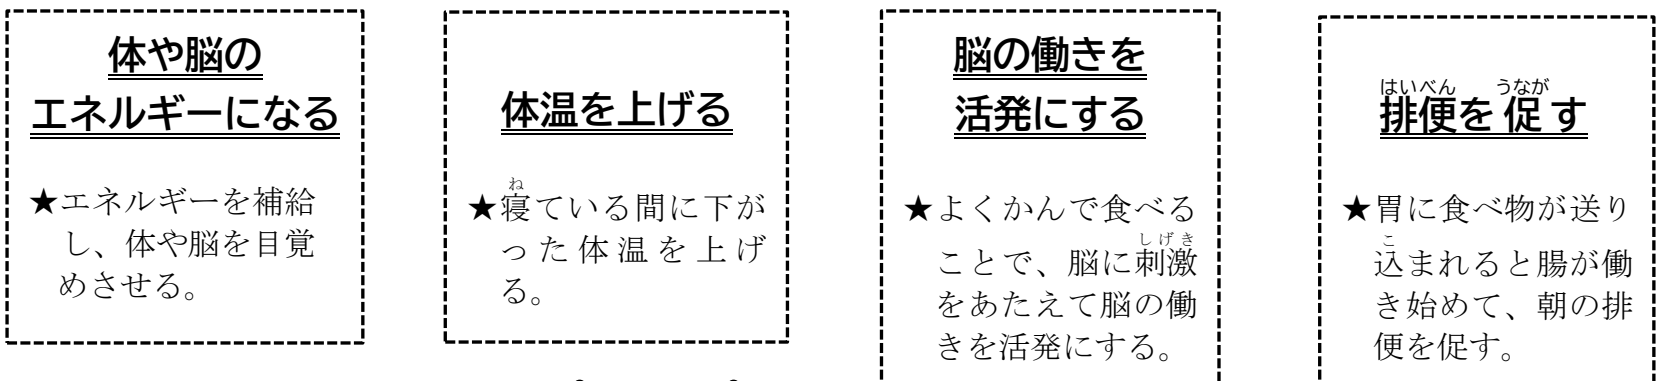 体や脳の
エネルギーになる
★エネルギーを補給
し、体や脳を目覚
めさせる。
体温を上げる
ね
★寝ている間に下が
った体温を上げ
る。
脳の働きを
活発にする
★よくかんで食べる
しげき
ことで、脳に刺激
をあたえて脳の働
きを活発にする。
はいべん うなが
排便を促す
★胃に食べ物が送り
こ
込まれると腸が働
き始めて、朝の排
便を促す。